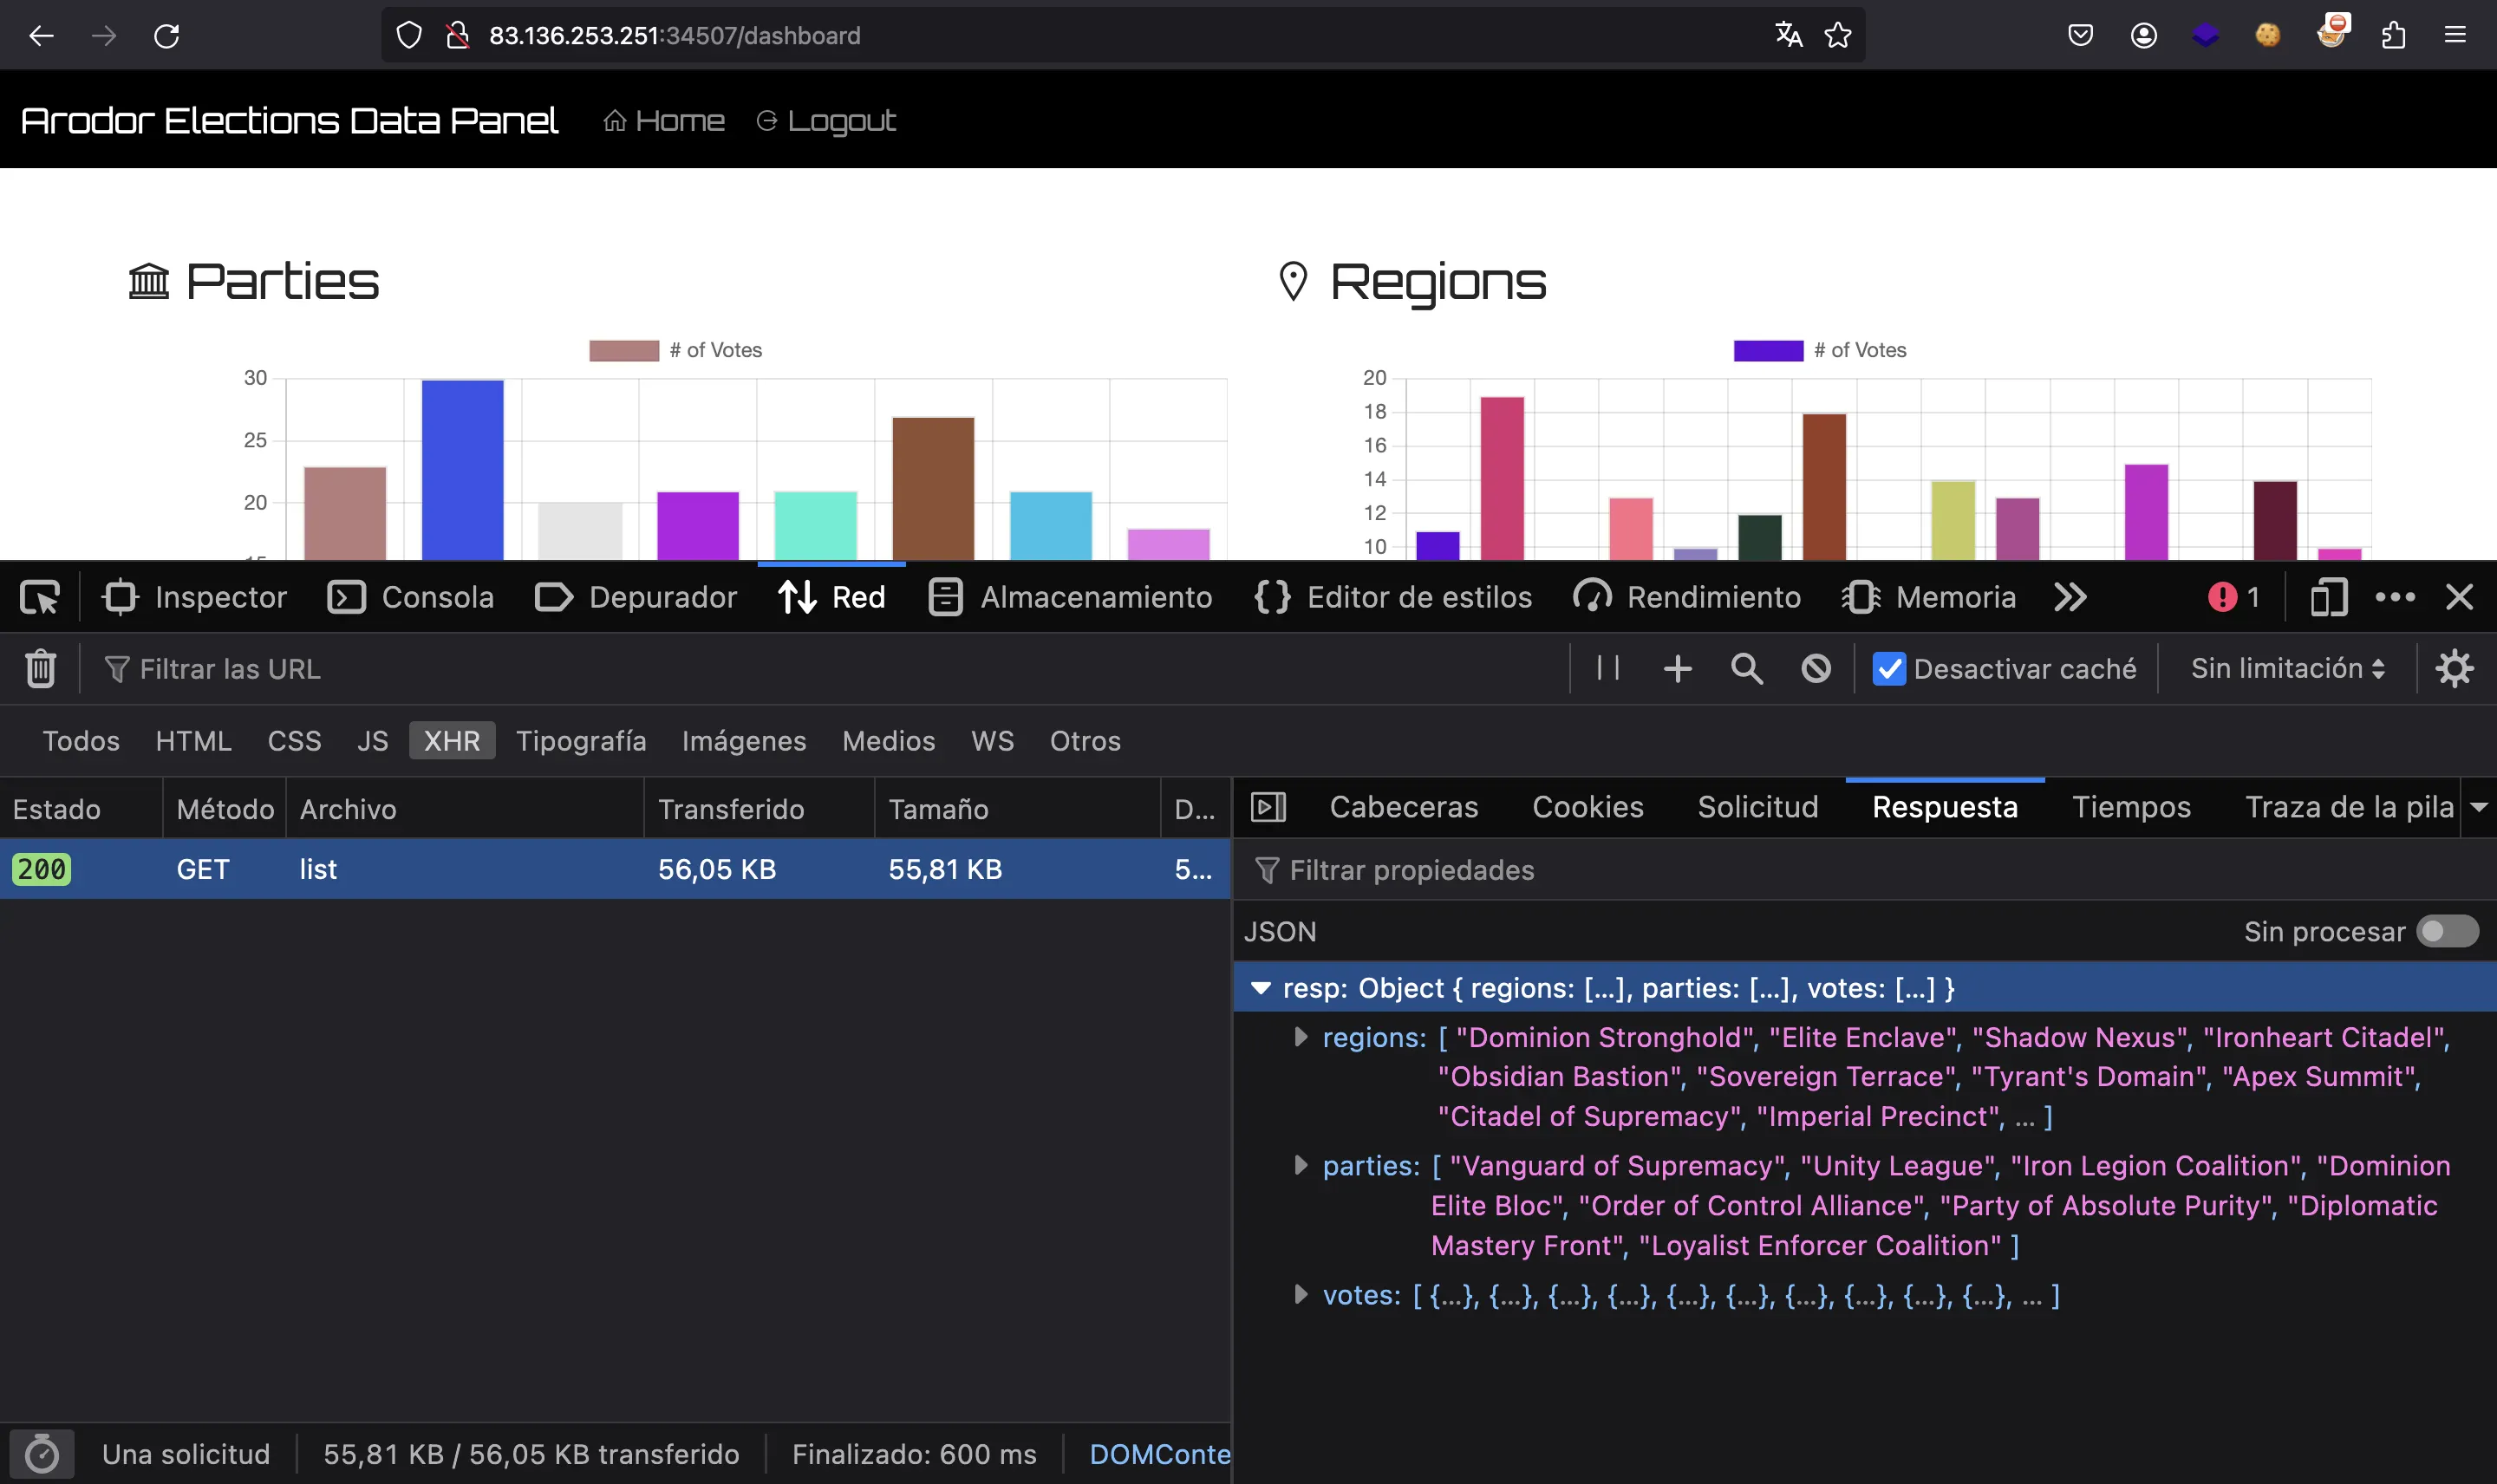 83.136.253.251:34507/dashboard
Arodor Elections Data Panel Home Logout
Parties
# of Votes
30
25
20
15
Regions
# of Votes
20
18
16
14
12
10
Inspector Consola Depurador Red Almacenamiento Editor de estilos Rendimiento Memoria 1
Filtrar las URL Desactivar caché Sin limitación
Todos HTML CSS JS XHR Tipografía Imágenes Medios WS Otros
Estado Método Archivo Transferido Tamaño D...
200 GET list 56,05 KB 55,81 KB 5...
Cabeceras Cookies Solicitud Respuesta Tiempos Traza de la pila
Filtrar propiedades
JSON Sin procesar
resp: Object { regions: […], parties: […], votes: […] }
regions: [ "Dominion Stronghold", "Elite Enclave", "Shadow Nexus", "Ironheart Citadel",
"Obsidian Bastion", "Sovereign Terrace", "Tyrant's Domain", "Apex Summit",
"Citadel of Supremacy", "Imperial Precinct", … ]
parties: [ "Vanguard of Supremacy", "Unity League", "Iron Legion Coalition", "Dominion
Elite Bloc", "Order of Control Alliance", "Party of Absolute Purity", "Diplomatic
Mastery Front", "Loyalist Enforcer Coalition" ]
votes: [ {…}, {…}, {…}, {…}, {…}, {…}, {…}, {…}, {…}, {…}, … ]
Una solicitud 55,81 KB / 56,05 KB transferido Finalizado: 600 ms DOMConte